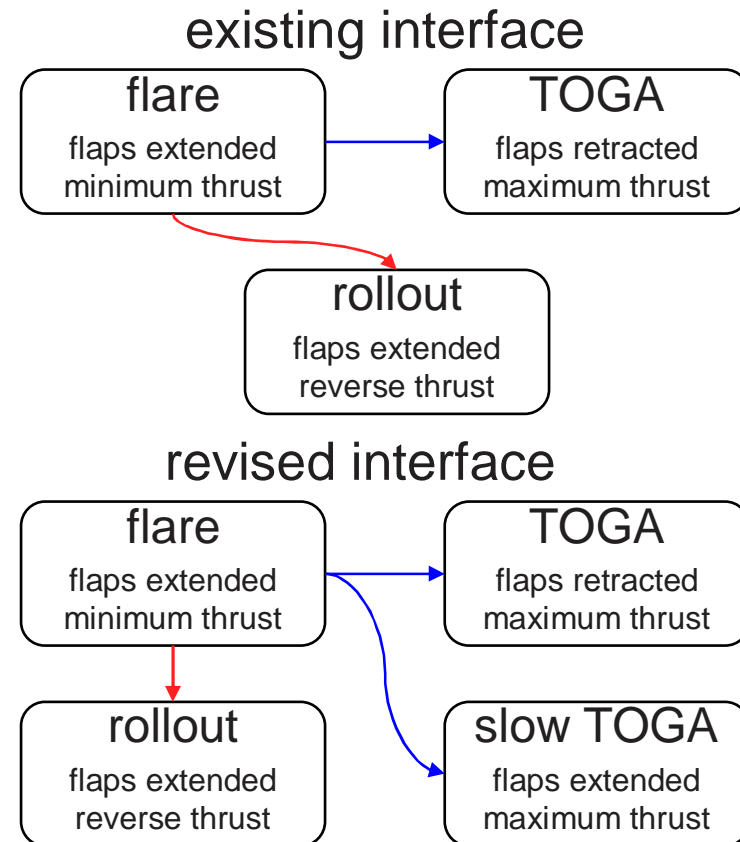 existing interface
flare
flaps extended
minimum thrust
TOGA
flaps retracted
maximum thrust
rollout
flaps extended
reverse thrust
revised interface
flare
flaps extended
minimum thrust
TOGA
flaps retracted
maximum thrust
rollout
flaps extended
reverse thrust
slow TOGA
flaps extended
maximum thrust